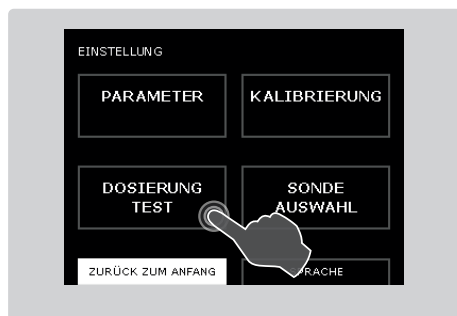 EINSTELLUNG
PARAMETER
KALIBRIERUNG
DOSIERUNG
TEST
SONDE
AUSWAHL
ZURÜCK ZUM ANFANG